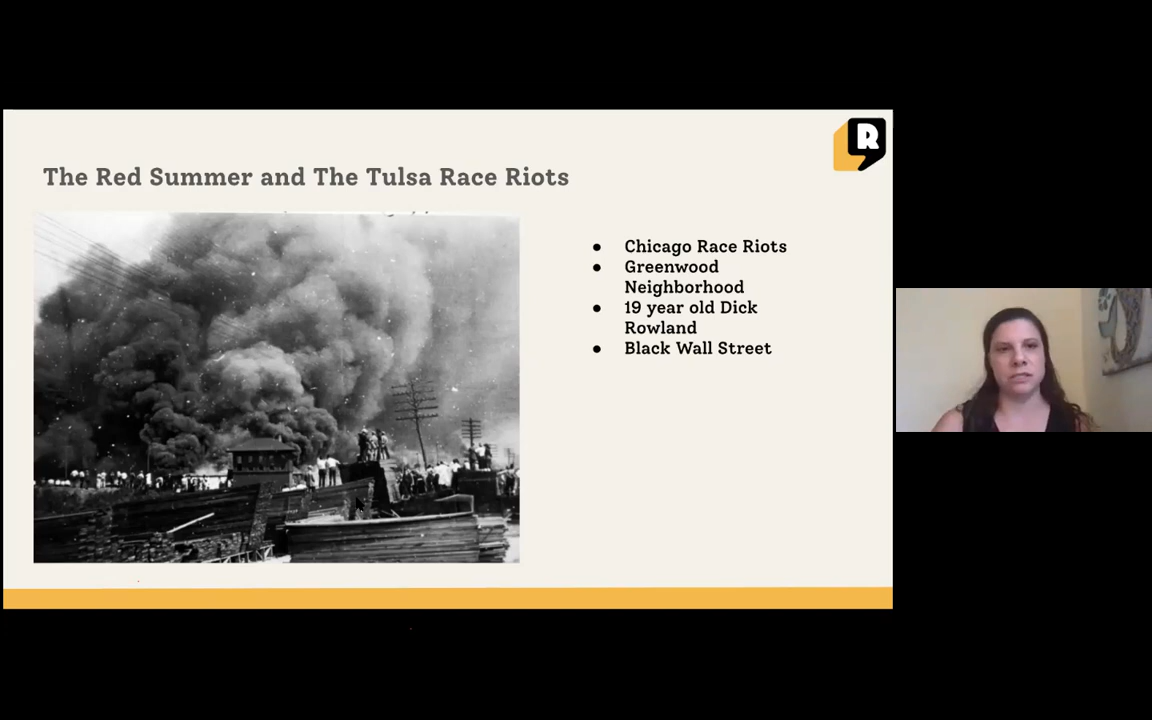 R
The Red Summer and The Tulsa Race Riots
● Chicago Race Riots
● Greenwood
Neighborhood
● 19 year old Dick
Rowland
● Black Wall Street